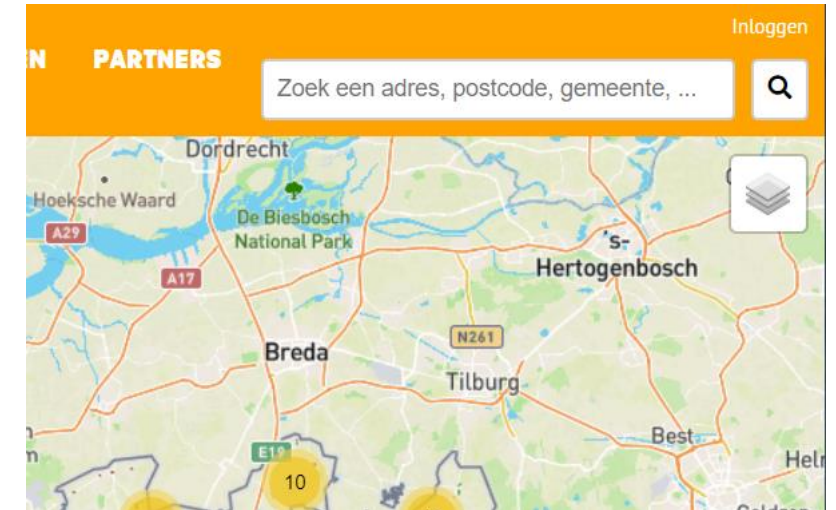 Inloggen
PARTNERS
Zoek een adres, postcode, gemeente, ...
Dordrecht
Hoeksche Waard
De Biesbosch
National Park
A29
A17
's-
Hertogenbosch
N261
Breda
Tilburg
Best
E19
10